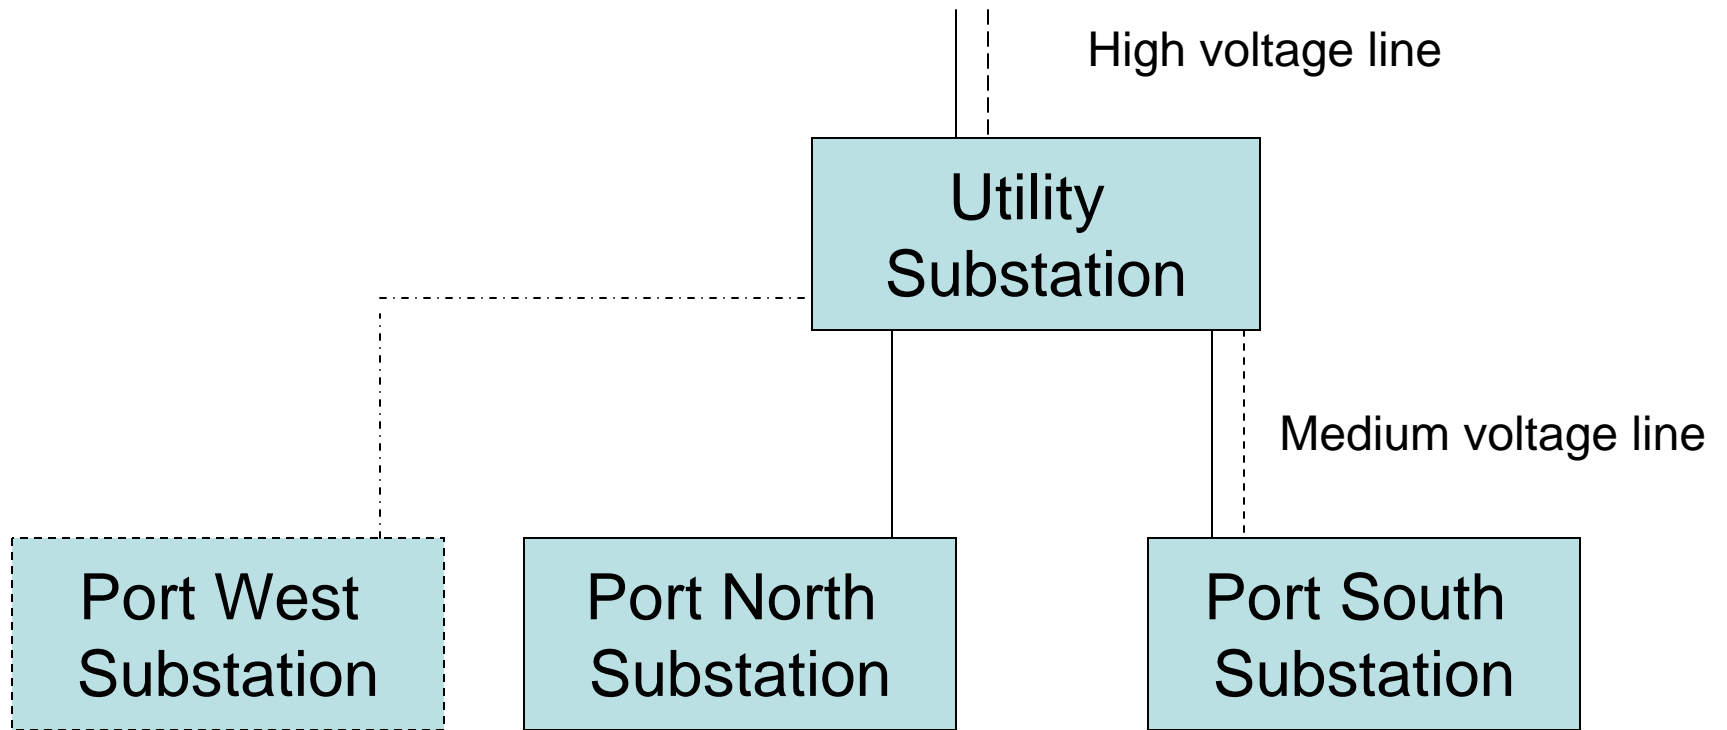 High voltage line
Utility
Substation
Medium voltage line
Port West
Substation
Port North
Substation
Port South
Substation